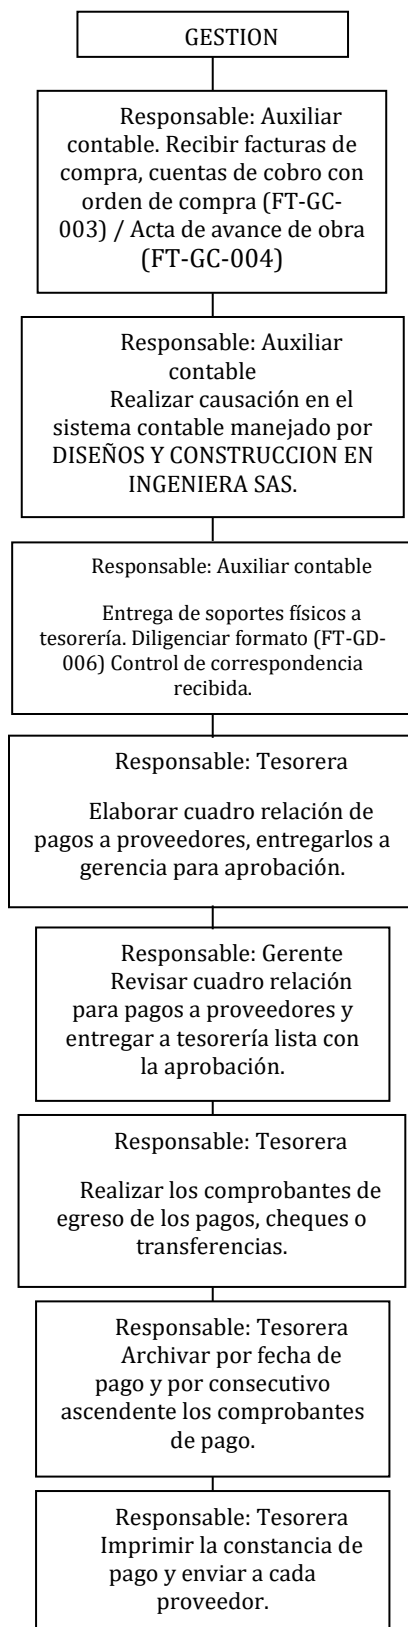 GESTION
Responsable: Auxiliar
contable. Recibir facturas de
compra, cuentas de cobro con
orden de compra (FT-GC-
003) / Acta de avance de obra
(FT-GC-004)
Responsable: Auxiliar
contable
Realizar causación en el
sistema contable manejado por
DISEÑOS Y CONSTRUCCION EN
INGENIERA SAS.
Responsable: Auxiliar contable
Entrega de soportes físicos a
tesorería. Diligenciar formato (FT-GD-
006) Control de correspondencia
recibida.
Responsable: Tesorera
Elaborar cuadro relación de
pagos a proveedores, entregarlos a
gerencia para aprobación.
Responsable: Gerente
Revisar cuadro relación
para pagos a proveedores y
entregar a tesorería lista con
la aprobación.
Responsable: Tesorera
Realizar los comprobantes de
egreso de los pagos, cheques o
transferencias.
Responsable: Tesorera
Archivar por fecha de
pago y por consecutivo
ascendente los comprobantes
de pago.
Responsable: Tesorera
Imprimir la constancia de
pago y enviar a cada
proveedor.